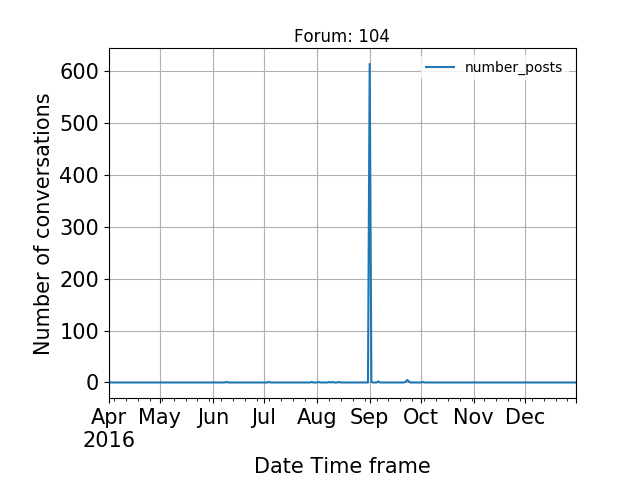 Forum: 104
number_posts
Number of conversations
600
500
400
300
200
100
0
Apr May Jun Jul Aug Sep Oct Nov Dec
2016
Date Time frame